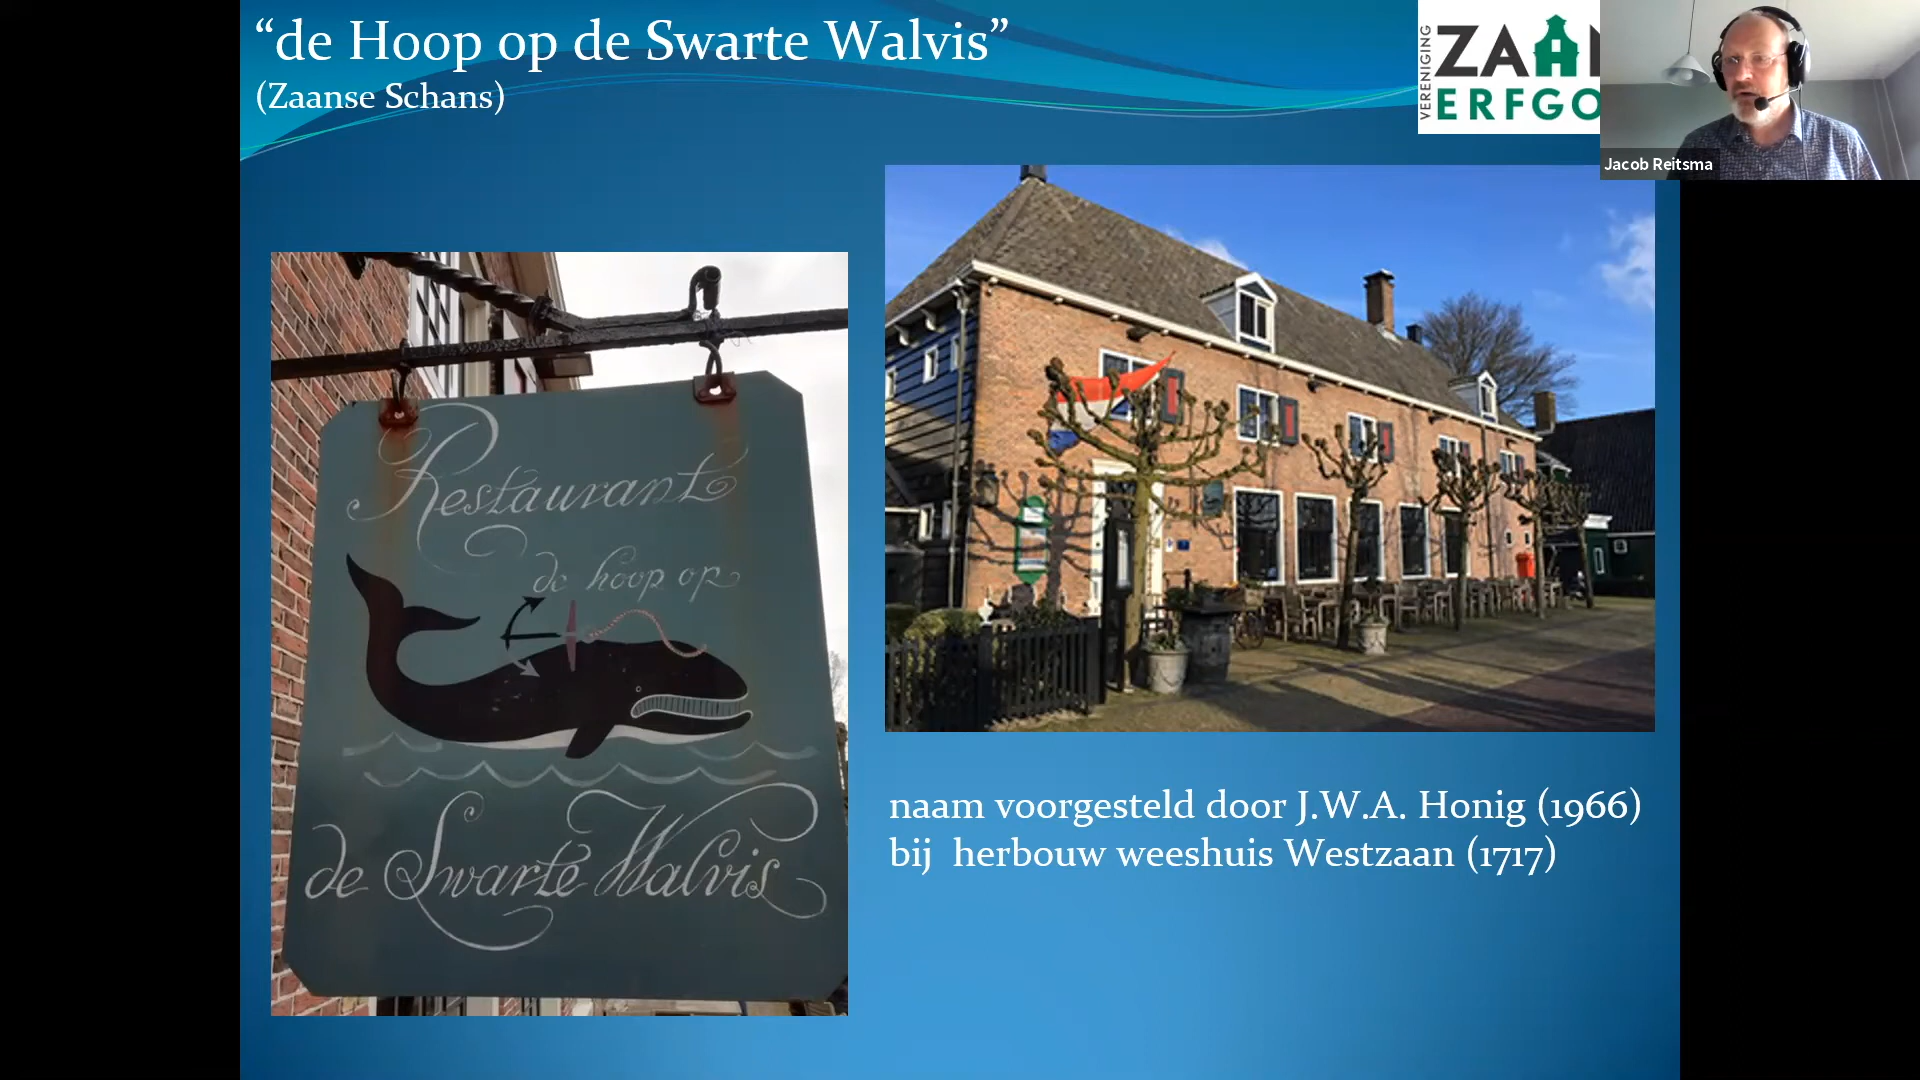 “de Hoop op de Swarte Walvis”
(Zaanse Schans)
VERENIGING
ZAAN
ERFGO
Jacob Reitsma
Restaurant
de hoop op
de Swarte Walvis
naam voorgesteld door J.W.A. Honig (1966)
bij herbouw weeshuis Westzaan (1717)